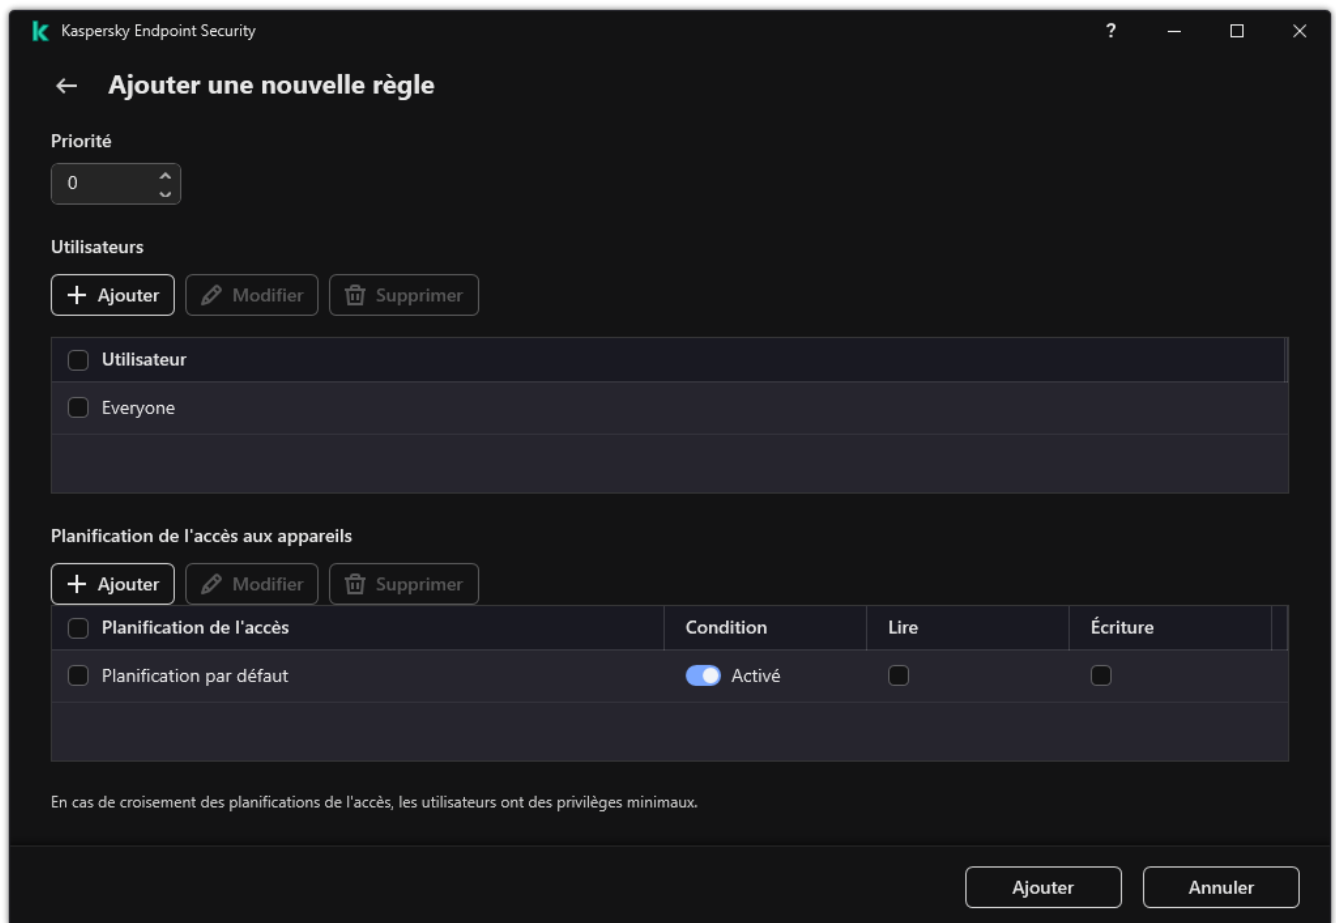 Kaspersky Endpoint Security ?
Ajouter une nouvelle règle
Priorité
0
Utilisateurs
Ajouter Modifier Supprimer
Utilisateur
Everyone
Planification de l'accès aux appareils
Ajouter Modifier Supprimer
Planification de l'accès Condition Lire Écriture
Planification par défaut Activé
En cas de croisement des planifications de l'accès, les utilisateurs ont des privilèges minimaux.
Ajouter Annuler